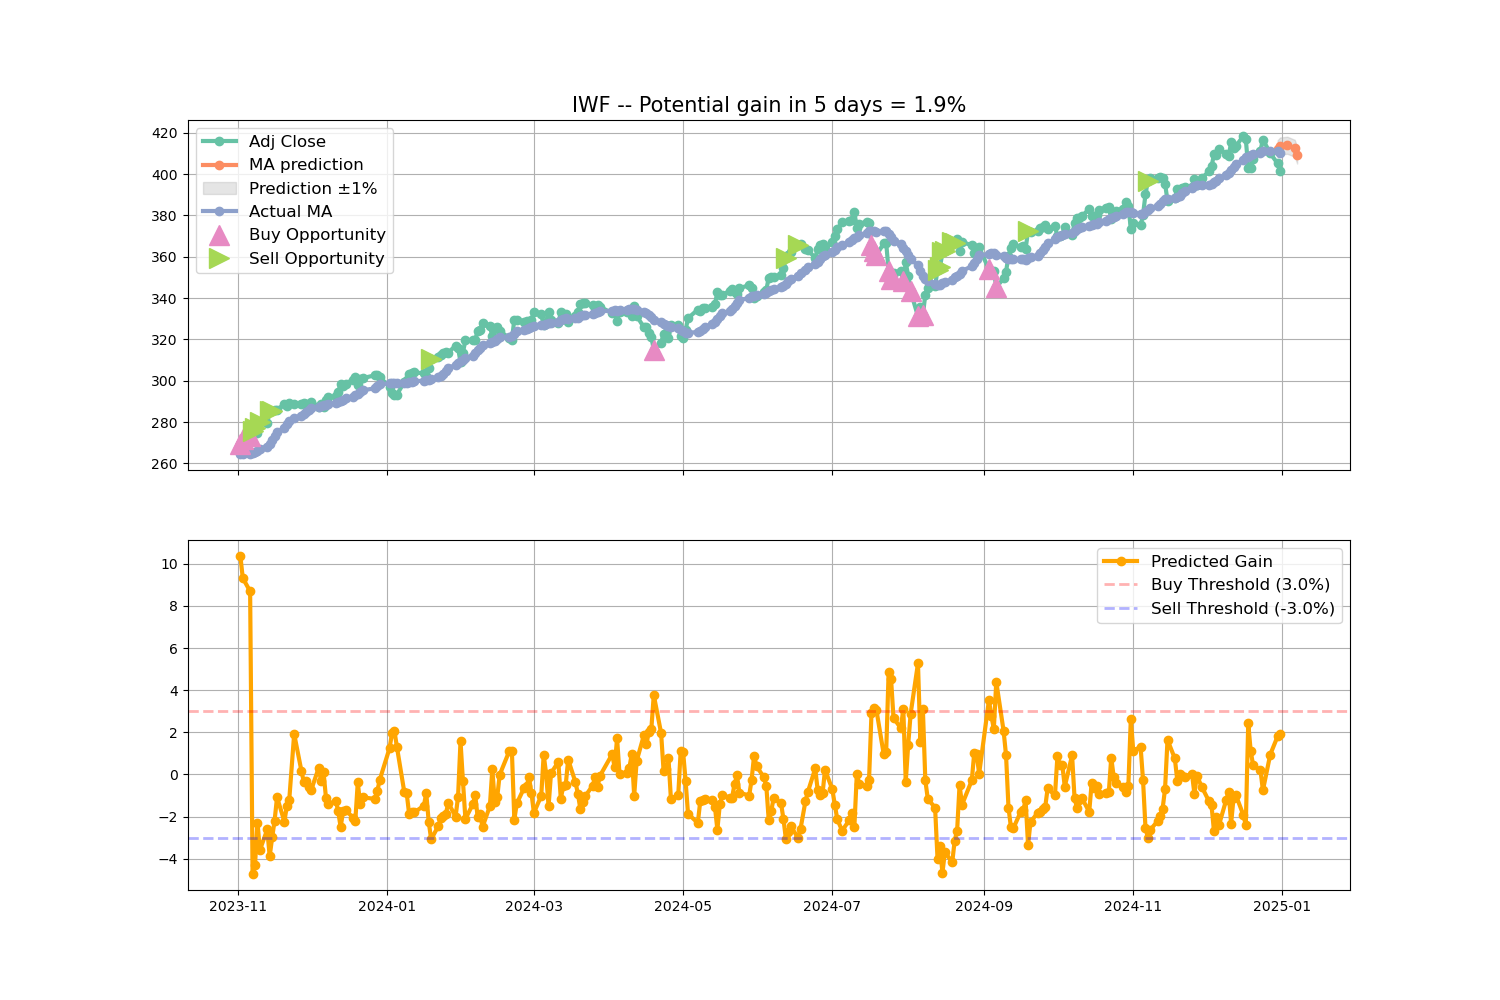 IWF -- Potential gain in 5 days = 1.9%
420
400
380
360
340
320
300
280
260
Adj Close
MA prediction
Prediction ±1%
Actual MA
Buy Opportunity
Sell Opportunity
10
8
6
4
2
0
−2
−4
Predicted Gain
Buy Threshold (3.0%)
Sell Threshold (-3.0%)
2023-11
2024-01
2024-03
2024-05
2024-07
2024-09
2024-11
2025-01